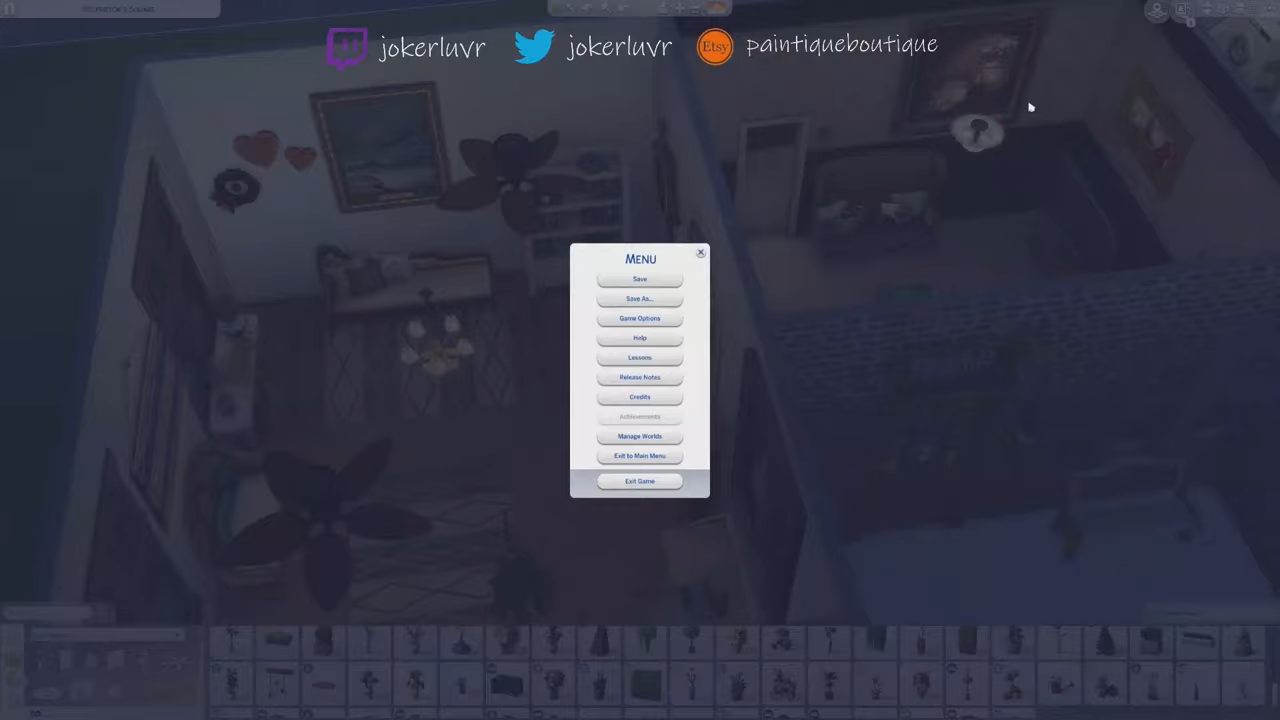 jokerluvr jokerluvr Etsy paintiqueboutique
MENU
Save
Save As...
Game Options
Help
Lessons
Release Notes
Credits
Achievements
Manage Worlds
Exit to Main Menu
Exit Game